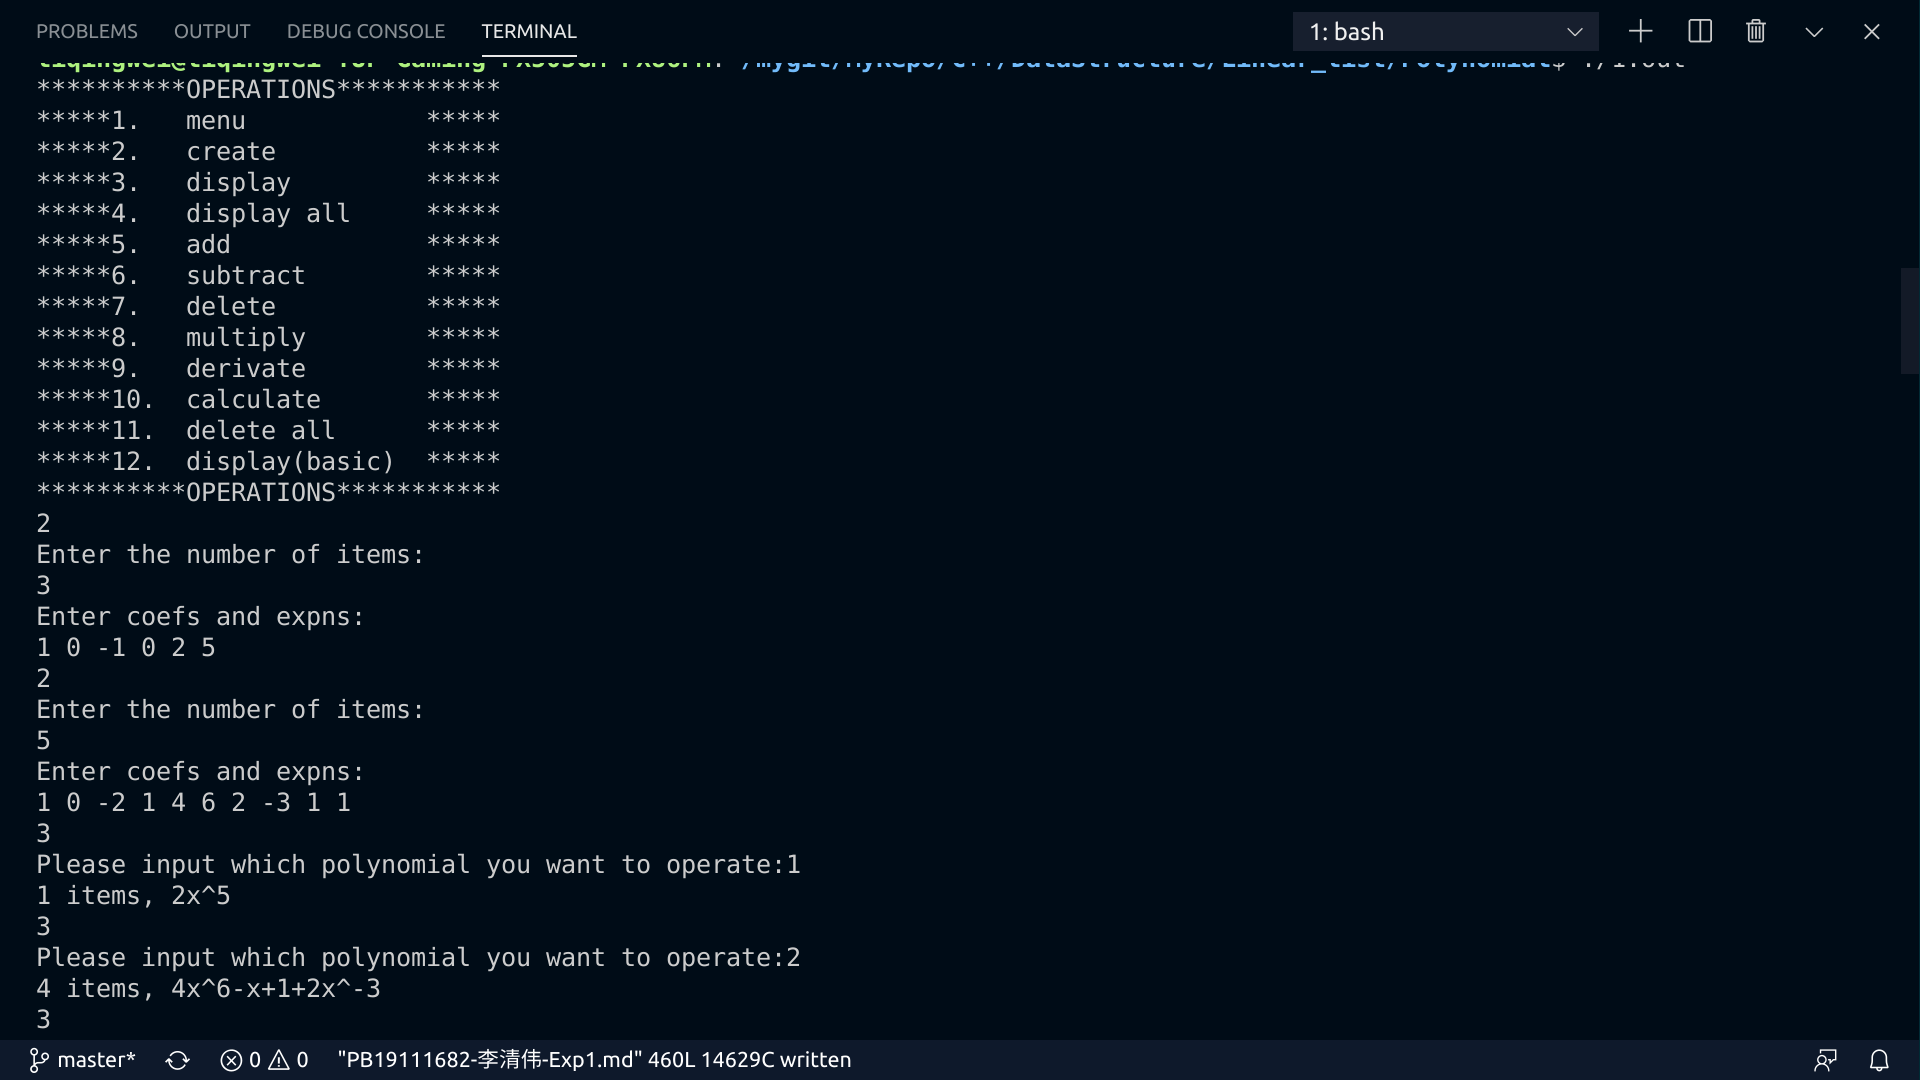 PROBLEMS OUTPUT DEBUG CONSOLE TERMINAL 1: bash
**********OPERATIONS***********
*****1.   menu            *****
*****2.   create          *****
*****3.   display         *****
*****4.   display all     *****
*****5.   add             *****
*****6.   subtract        *****
*****7.   delete          *****
*****8.   multiply        *****
*****9.   derivate        *****
*****10.  calculate       *****
*****11.  delete all      *****
*****12.  display(basic)  *****
**********OPERATIONS***********
2
Enter the number of items:
3
Enter coefs and expns:
1 0 -1 0 2 5
2
Enter the number of items:
5
Enter coefs and expns:
1 0 -2 1 4 6 2 -3 1 1
3
Please input which polynomial you want to operate:1
1 items, 2x^5
3
Please input which polynomial you want to operate:2
4 items, 4x^6-x+1+2x^-3
3
master* 0 0 "PB19111682-李清伟-Exp1.md" 460L 14629C written